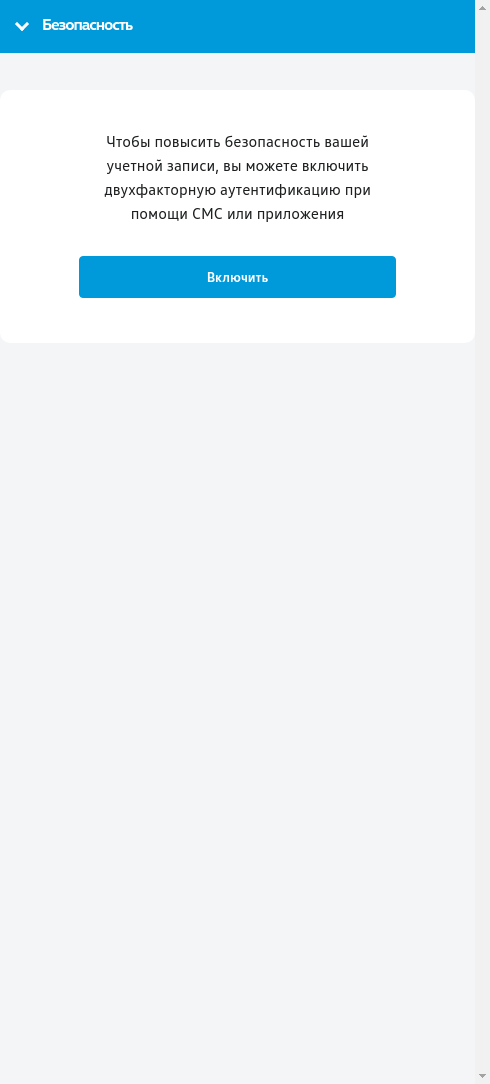 Безопасность
Чтобы повысить безопасность вашей
учетной записи, вы можете включить
двухфакторную аутентификацию при
помощи СМС или приложения
Включить